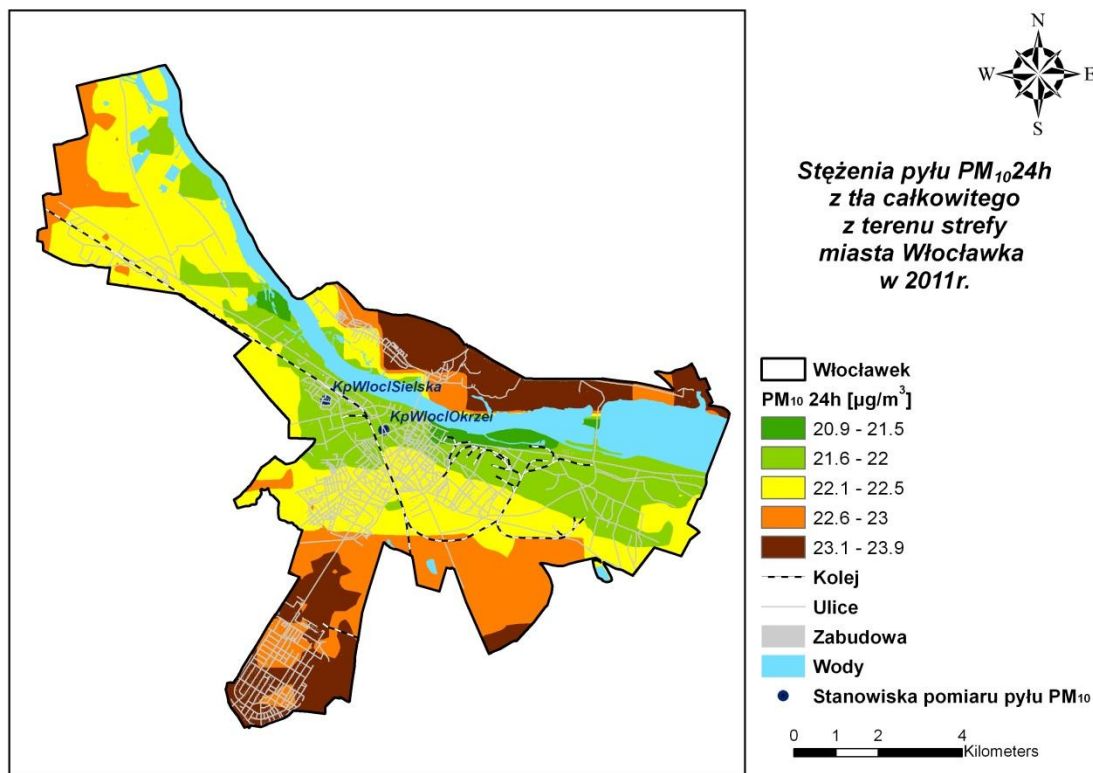 N
W E
S
Stężenia pyłu PM₁₀24h
z tła całkowitego
z terenu strefy
miasta Włocławka
w 2011r.
KpWloclSielska
KpWloclOkrzei
Włocławek
PM₁₀ 24h [µg/m³]
20.9 - 21.5
21.6 - 22
22.1 - 22.5
22.6 - 23
23.1 - 23.9
Kolej
Ulice
Zabudowa
Wody
Stanowiska pomiaru pyłu PM₁₀
0 1 2 4
Kilometers